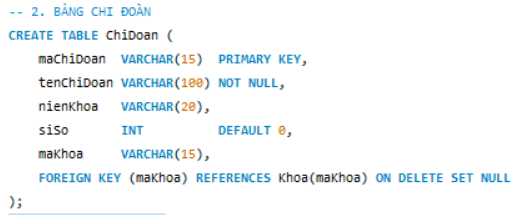 -- 2. BẢNG CHI ĐOÀN
CREATE TABLE ChiDoan (
maChiDoan VARCHAR(15) PRIMARY KEY,
tenChiDoan VARCHAR(100) NOT NULL,
nienKhoa VARCHAR(20),
siSo INT DEFAULT 0,
maKhoa VARCHAR(15),
FOREIGN KEY (maKhoa) REFERENCES Khoa(maKhoa) ON DELETE SET NULL
);